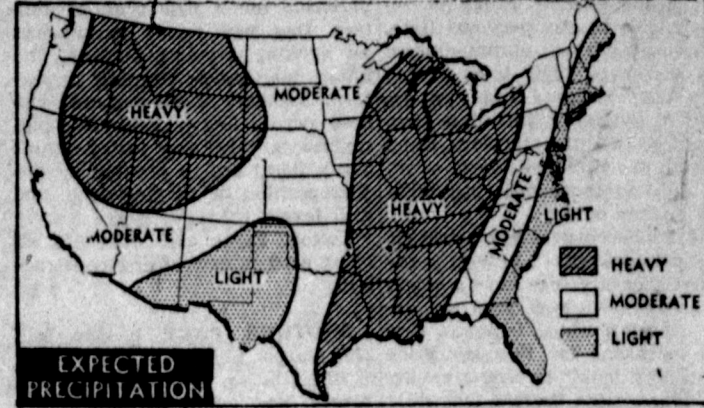 HEAVY
MODERATE
HEAVY
MODERATE
LIGHT
MODERATE
LIGHT
HEAVY
MODERATE
LIGHT
EXPECTED
PRECIPITATION